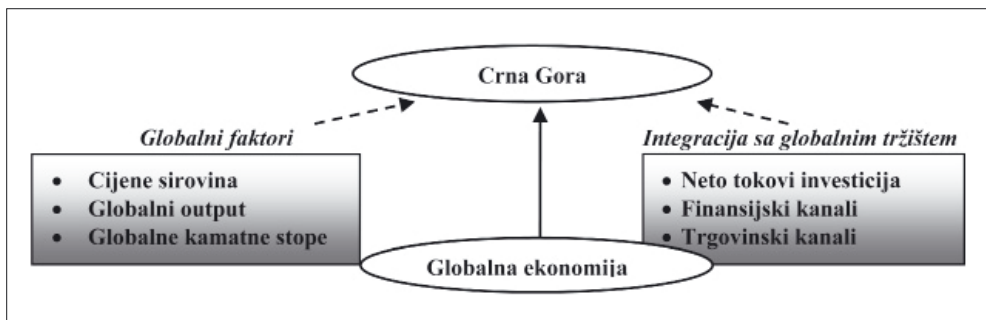 Crna Gora
Globalni faktori
• Cijene sirovina
• Globalni output
• Globalne kamatne stope
Integracija sa globalnim tržištem
• Neto tokovi investicija
• Finansijski kanali
• Trgovinski kanali
Globalna ekonomija